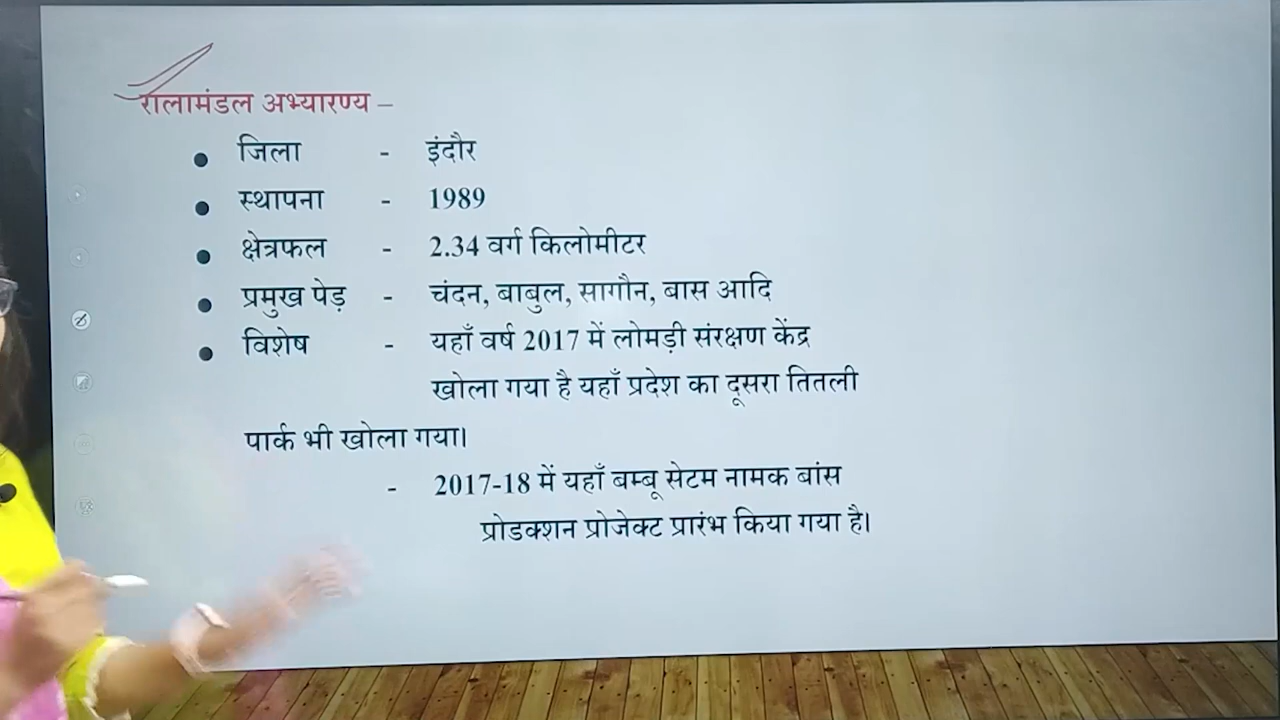 रालामंडल अभ्यारण्य –
● जिला - इंदौर
● स्थापना - 1989
● क्षेत्रफल - 2.34 वर्ग किलोमीटर
● प्रमुख पेड़ - चंदन, बाबुल, सागौन, बास आदि
● विशेष - यहाँ वर्ष 2017 में लोमड़ी संरक्षण केंद्र
खोला गया है यहाँ प्रदेश का दूसरा तितली
पार्क भी खोला गया।
- 2017-18 में यहाँ बम्बू सेटम नामक बांस
प्रोडक्शन प्रोजेक्ट प्रारंभ किया गया है।